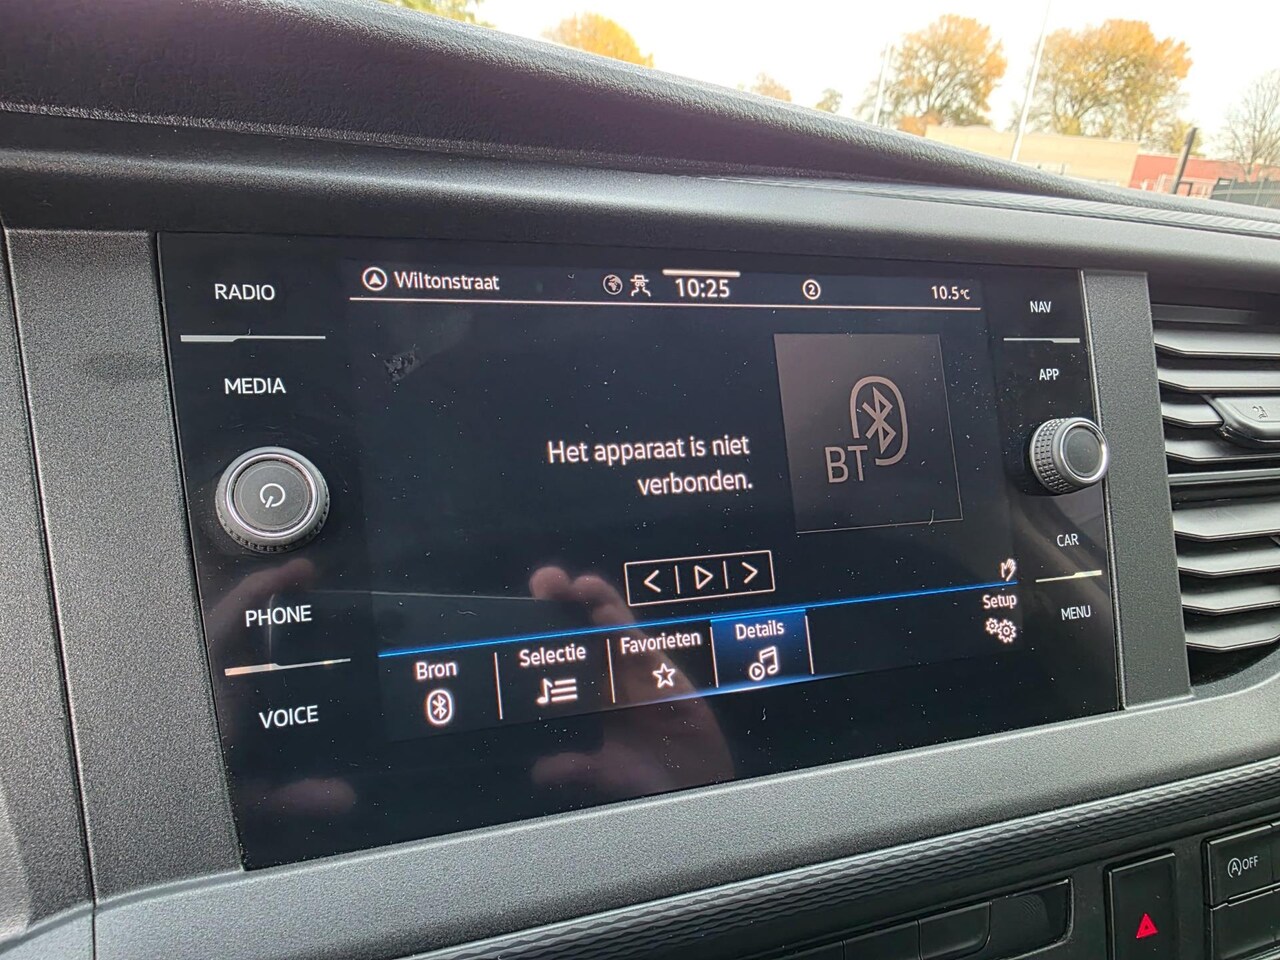 RADIO
MEDIA
PHONE
VOICE
Wiltonstraat
10:25
2
10.5°C
Het apparaat is niet
verbonden.
BT
Bron
Selectie
Favorieten
Details
Setup
NAV
APP
CAR
MENU
A OFF